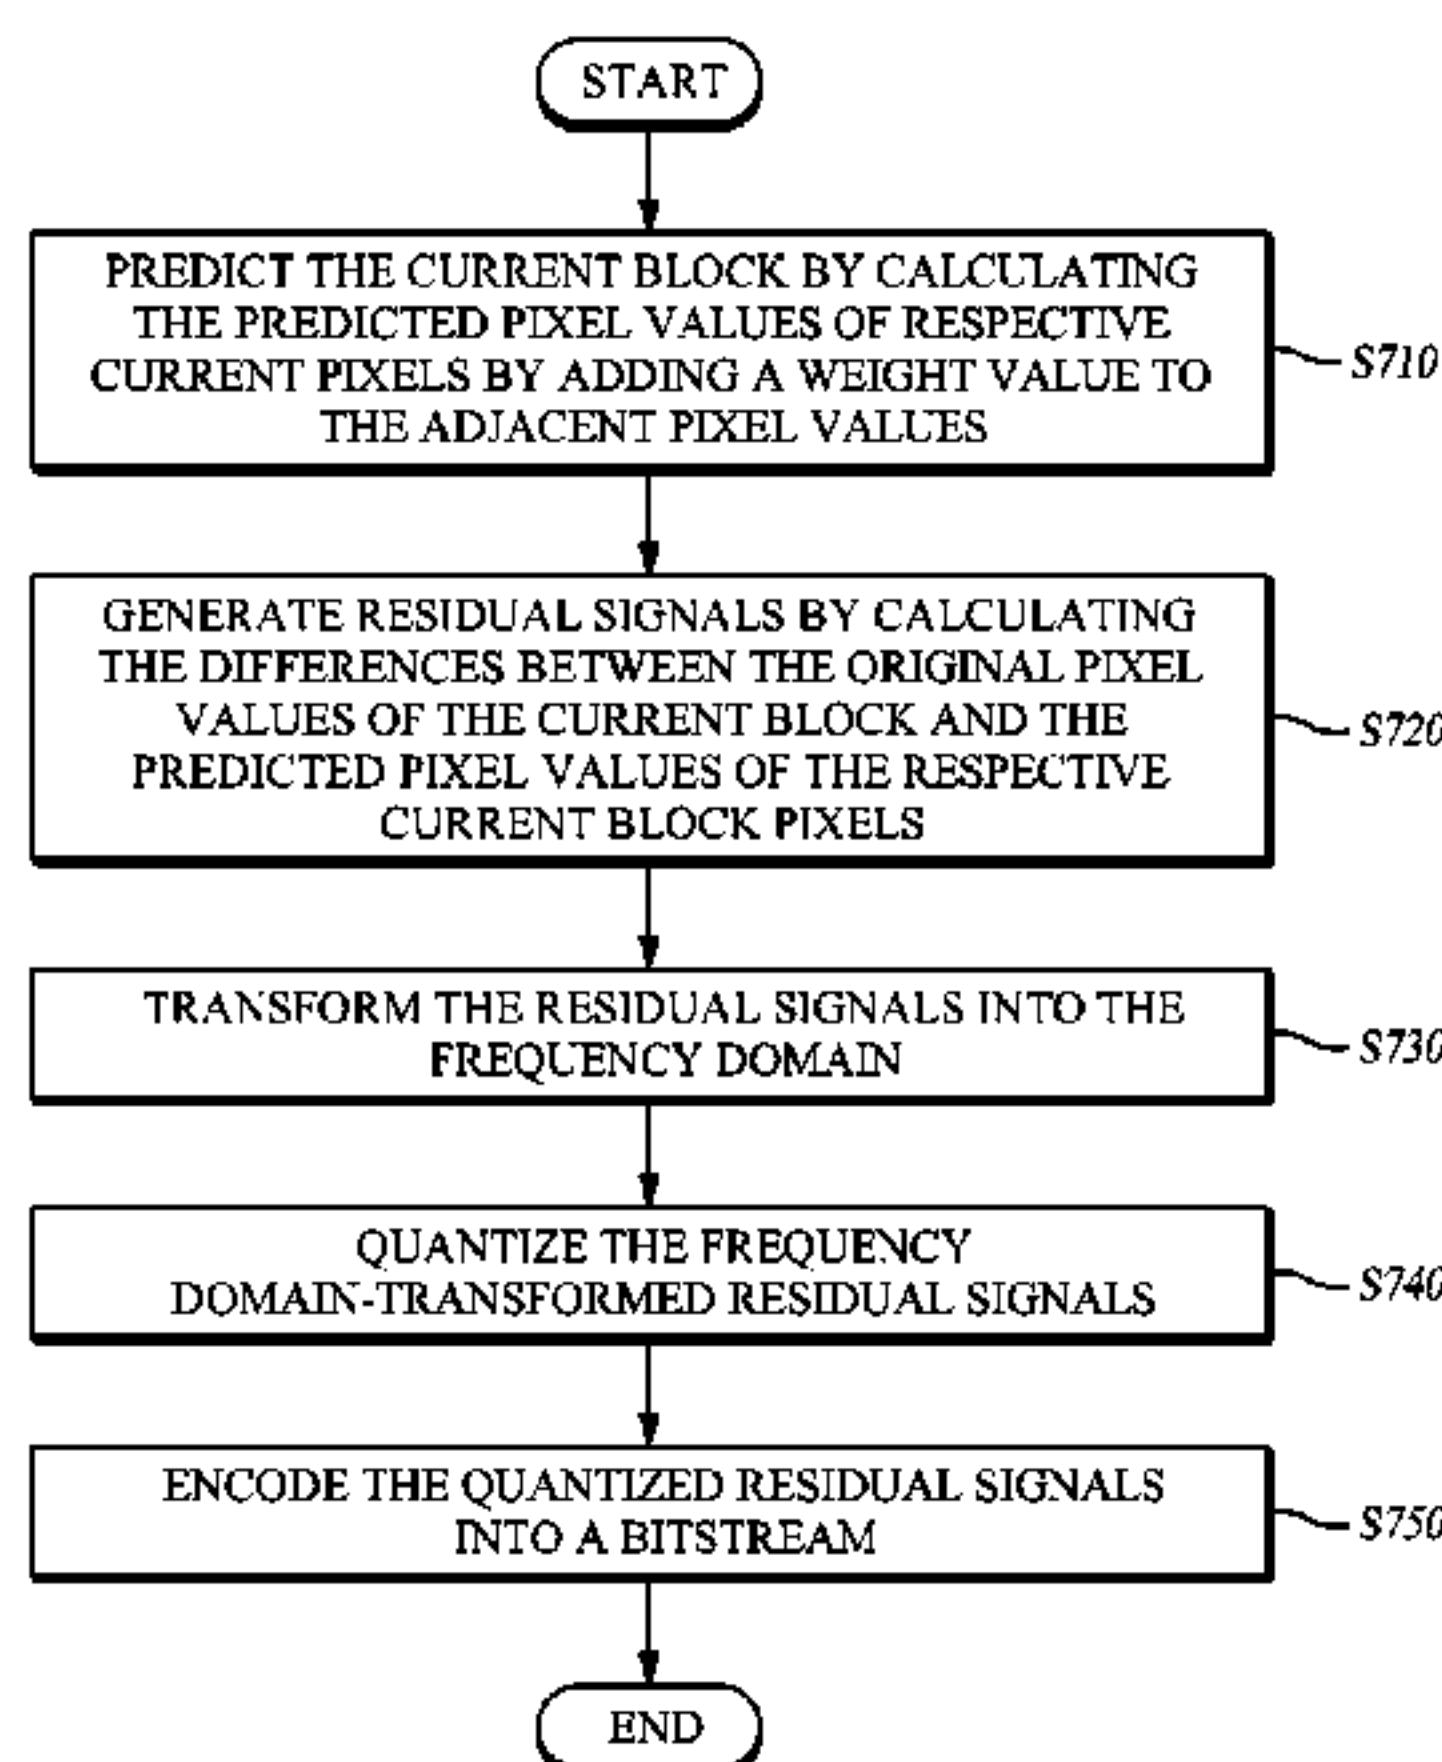 START
PREDICT THE CURRENT BLOCK BY CALCULATING
THE PREDICTED PIXEL VALUES OF RESPECTIVE
CURRENT PIXELS BY ADDING A WEIGHT VALUE TO
THE ADJACENT PIXEL VALUES
S710
GENERATE RESIDUAL SIGNALS BY CALCULATING
THE DIFFERENCES BETWEEN THE ORIGINAL PIXEL
VALUES OF THE CURRENT BLOCK AND THE
PREDICTED PIXEL VALUES OF THE RESPECTIVE
CURRENT BLOCK PIXELS
S720
TRANSFORM THE RESIDUAL SIGNALS INTO THE
FREQUENCY DOMAIN
S730
QUANTIZE THE FREQUENCY
DOMAIN-TRANSFORMED RESIDUAL SIGNALS
S740
ENCODE THE QUANTIZED RESIDUAL SIGNALS
INTO A BITSTREAM
S750
END